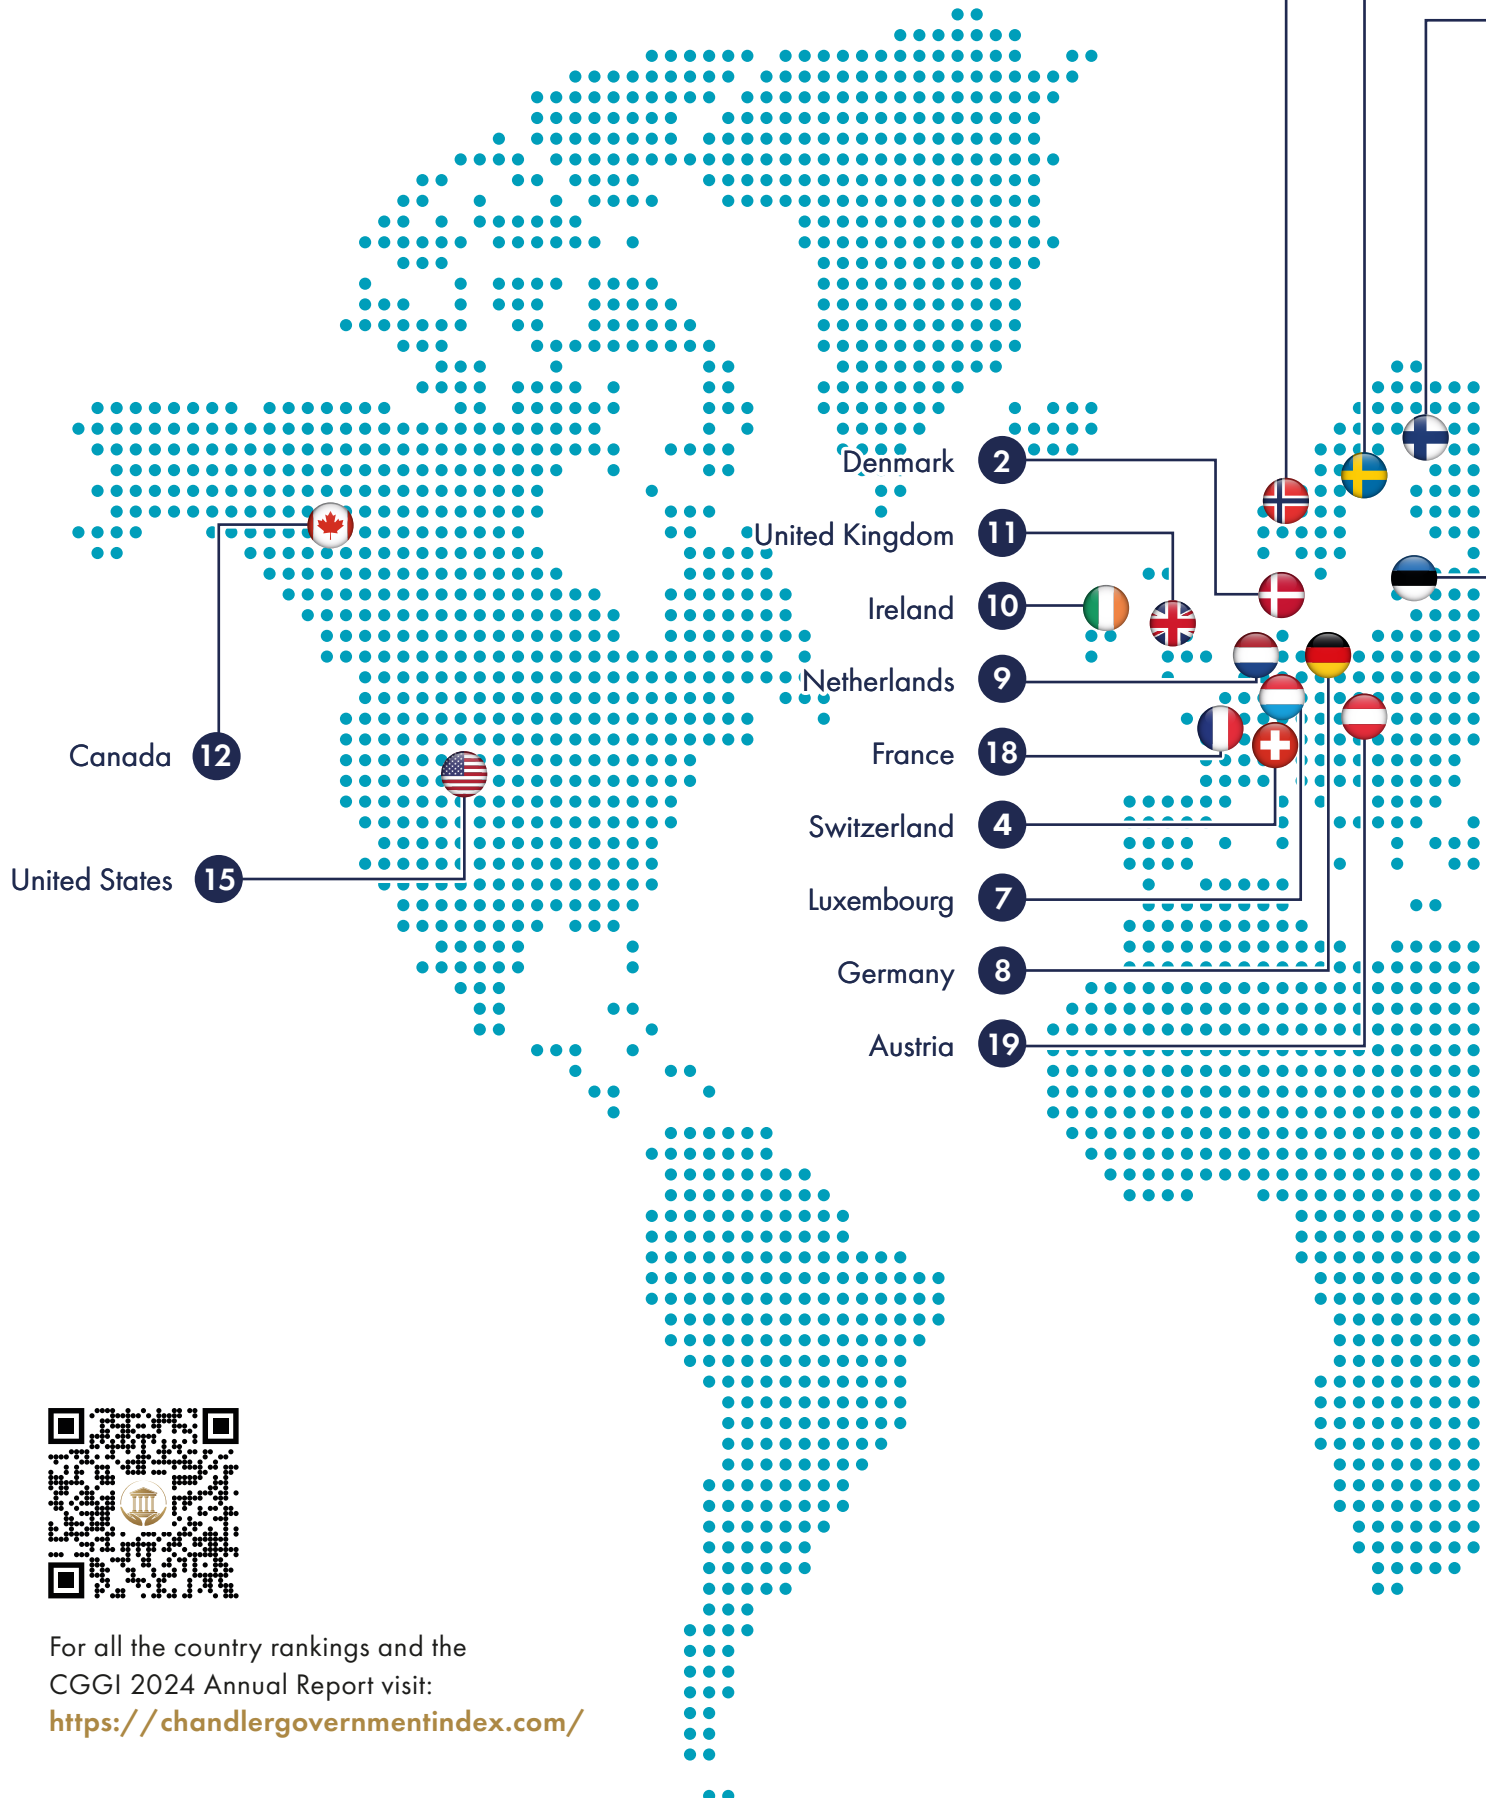 Denmark 2
United Kingdom 11
Ireland 10
Netherlands 9
France 18
Switzerland 4
Luxembourg 7
Germany 8
Austria 19
Canada 12
United States 15
For all the country rankings and the
CGGI 2024 Annual Report visit:
https://chandlergovernmentindex.com/